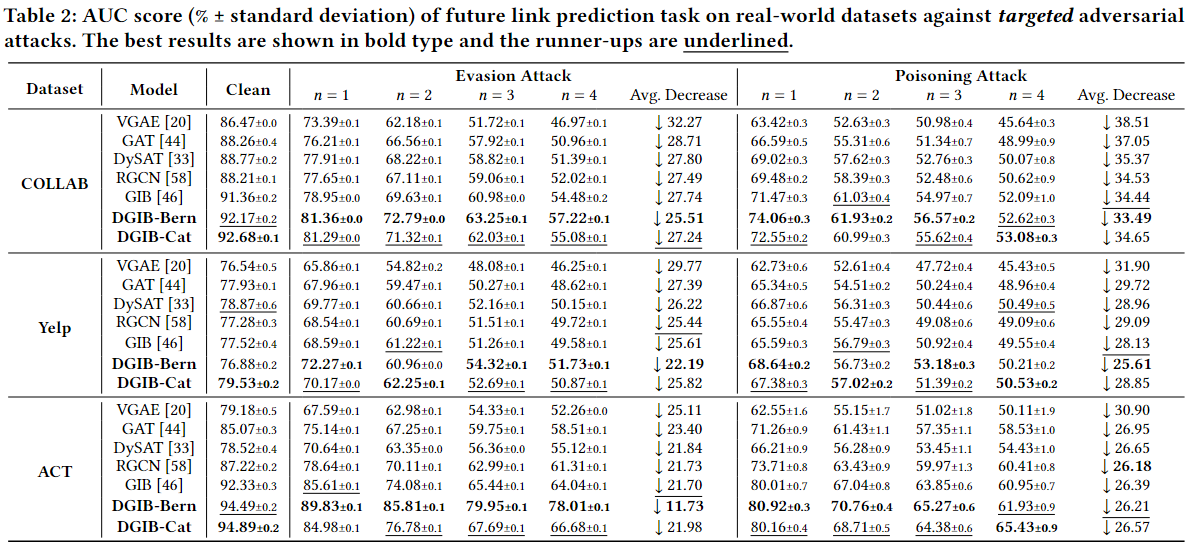 Table 2: AUC score (% ± standard deviation) of future link prediction task on real-world datasets against targeted adversarial
attacks. The best results are shown in bold type and the runner-ups are underlined.
Dataset Model Clean Evasion Attack Poisoning Attack
n = 1 n = 2 n = 3 n = 4 Avg. Decrease n = 1 n = 2 n = 3 n = 4 Avg. Decrease
COLLAB
VGAE [20] 86.47±0.0 73.39±0.1 62.18±0.1 51.72±0.1 46.97±0.1 ↓ 32.27 63.42±0.3 52.63±0.3 50.98±0.4 45.64±0.3 ↓ 38.51
GAT [44] 88.26±0.4 76.21±0.1 66.56±0.1 57.92±0.1 50.96±0.1 ↓ 28.71 66.59±0.5 55.31±0.6 51.34±0.7 48.99±0.9 ↓ 37.05
DySAT [33] 88.77±0.2 77.91±0.1 68.22±0.1 58.82±0.1 51.39±0.1 ↓ 27.80 69.02±0.3 57.62±0.3 52.76±0.3 50.07±0.8 ↓ 35.37
RGCN [58] 88.21±0.1 77.65±0.1 67.11±0.1 59.06±0.1 52.02±0.1 ↓ 27.49 69.48±0.2 58.39±0.3 52.48±0.6 50.62±0.9 ↓ 34.53
GIB [46] 91.36±0.2 78.95±0.0 69.63±0.1 60.98±0.0 54.48±0.2 ↓ 27.74 71.47±0.3 61.03±0.4 54.97±0.7 52.09±1.0 ↓ 34.44
DGIB-Bern 92.17±0.2 81.36±0.0 72.79±0.0 63.25±0.1 57.22±0.1 ↓ 25.51 74.06±0.3 61.93±0.2 56.57±0.2 52.62±0.3 ↓ 33.49
DGIB-Cat 92.68±0.1 81.29±0.0 71.32±0.1 62.03±0.1 55.08±0.1 ↓ 27.24 72.55±0.2 60.99±0.3 55.62±0.4 53.08±0.3 ↓ 34.65
Yelp
VGAE [20] 76.54±0.5 65.86±0.1 54.82±0.2 48.08±0.1 46.25±0.1 ↓ 29.77 62.73±0.6 52.61±0.4 47.72±0.4 45.43±0.5 ↓ 31.90
GAT [44] 77.93±0.1 67.96±0.1 59.47±0.1 50.27±0.1 48.62±0.1 ↓ 27.39 65.34±0.5 54.51±0.2 50.24±0.4 48.96±0.4 ↓ 29.72
DySAT [33] 78.87±0.6 69.77±0.1 60.66±0.1 52.16±0.1 50.15±0.1 ↓ 26.22 66.87±0.6 56.31±0.3 50.44±0.6 50.49±0.5 ↓ 28.96
RGCN [58] 77.28±0.3 68.54±0.1 60.69±0.1 51.51±0.1 49.72±0.1 ↓ 25.44 65.55±0.4 55.47±0.3 49.08±0.6 49.09±0.6 ↓ 29.09
GIB [46] 77.52±0.4 68.59±0.1 61.22±0.1 51.26±0.1 49.58±0.1 ↓ 25.61 65.59±0.3 56.79±0.3 50.92±0.4 49.55±0.4 ↓ 28.13
DGIB-Bern 76.88±0.2 72.27±0.1 60.96±0.0 54.32±0.1 51.73±0.1 ↓ 22.19 68.64±0.2 56.73±0.2 53.18±0.3 50.21±0.2 ↓ 25.61
DGIB-Cat 79.53±0.2 70.17±0.0 62.25±0.1 52.69±0.1 50.87±0.1 ↓ 25.82 67.38±0.3 57.02±0.2 51.39±0.2 50.53±0.2 ↓ 28.85
ACT
VGAE [20] 79.18±0.5 67.59±0.1 62.98±0.1 54.33±0.1 52.26±0.0 ↓ 25.11 62.55±1.6 55.15±1.7 51.02±1.8 50.11±1.9 ↓ 30.90
GAT [44] 85.07±0.3 75.14±0.1 67.25±0.1 59.75±0.1 58.51±0.1 ↓ 23.40 71.26±0.9 61.43±1.1 57.35±1.1 58.53±1.0 ↓ 26.95
DySAT [33] 78.52±0.4 70.64±0.1 63.35±0.0 56.36±0.0 55.12±0.1 ↓ 21.84 66.21±0.9 56.28±0.9 53.45±1.1 54.43±1.0 ↓ 26.65
RGCN [58] 87.22±0.2 78.64±0.1 70.11±0.1 62.99±0.1 61.31±0.1 ↓ 21.73 73.71±0.8 63.43±0.9 59.97±1.3 60.41±0.8 ↓ 26.18
GIB [46] 92.33±0.3 85.61±0.1 74.08±0.1 65.44±0.1 64.04±0.1 ↓ 21.70 80.01±0.7 67.04±0.8 63.85±0.6 60.95±0.7 ↓ 26.39
DGIB-Bern 94.49±0.2 89.83±0.1 85.81±0.1 79.95±0.1 78.01±0.1 ↓ 11.73 80.92±0.3 70.76±0.4 65.27±0.6 61.93±0.9 ↓ 26.21
DGIB-Cat 94.89±0.2 84.98±0.1 76.78±0.1 67.69±0.1 66.68±0.1 ↓ 21.98 80.16±0.4 68.71±0.5 64.38±0.6 65.43±0.9 ↓ 26.57